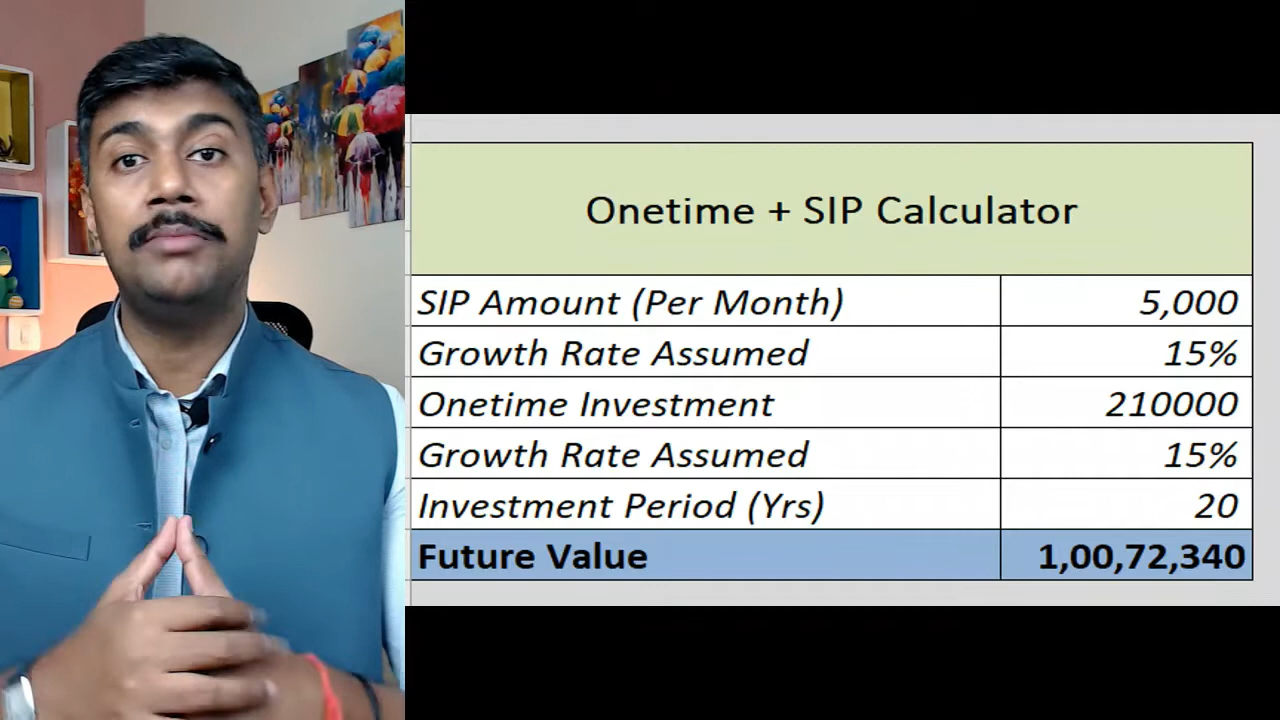 Onetime + SIP Calculator
SIP Amount (Per Month) 5,000
Growth Rate Assumed 15%
Onetime Investment 210000
Growth Rate Assumed 15%
Investment Period (Yrs) 20
Future Value 1,00,72,340